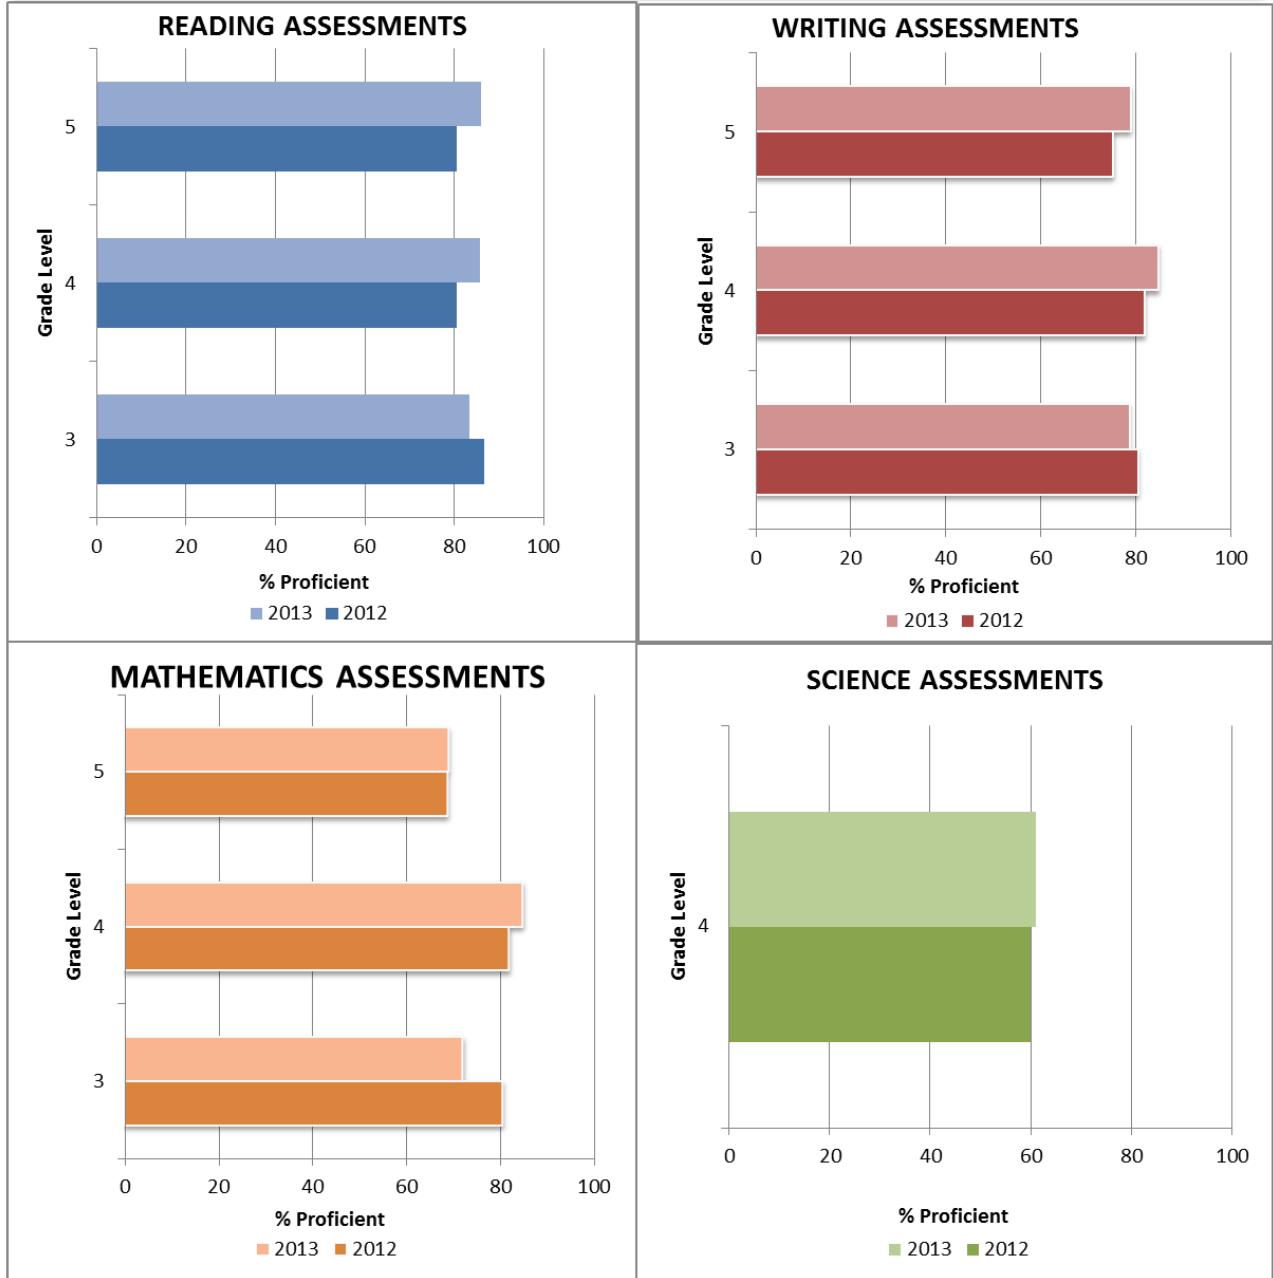 READING ASSESSMENTS
Grade Level
5
4
3
0 20 40 60 80 100
% Proficient
2013 2012
WRITING ASSESSMENTS
Grade Level
5
4
3
0 20 40 60 80 100
% Proficient
2013 2012
MATHEMATICS ASSESSMENTS
Grade Level
5
4
3
0 20 40 60 80 100
% Proficient
2013 2012
SCIENCE ASSESSMENTS
Grade Level
4
0 20 40 60 80 100
% Proficient
2013 2012